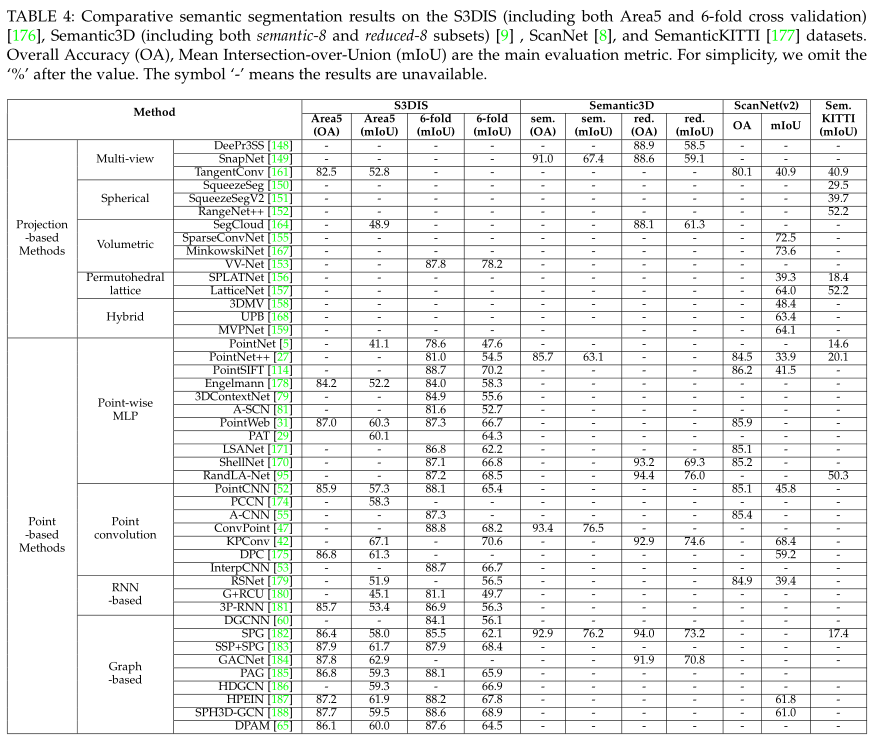 TABLE 4: Comparative semantic segmentation results on the S3DIS (including both Area5 and 6-fold cross validation)
[176], Semantic3D (including both semantic-8 and reduced-8 subsets) [9] , ScanNet [8], and SemanticKITTI [177] datasets.
Overall Accuracy (OA), Mean Intersection-over-Union (mIoU) are the main evaluation metric. For simplicity, we omit the
‘%’ after the value. The symbol ‘-’ means the results are unavailable.
Method S3DIS Semantic3D ScanNet(v2) Sem. KITTI (mIoU)
Area5 (OA) Area5 (mIoU) 6-fold (mIoU) 6-fold (mIoU) sem. (OA) sem. (mIoU) red. (OA) red. (mIoU) OA mIoU
Projection -based Methods
Multi-view
DeePr3SS [148] - - - - - - 88.9 58.5 - - -
SnapNet [149] - - - - 91.0 67.4 88.6 59.1 - - -
TangentConv [161] 82.5 52.8 - - - - - - 80.1 40.9 40.9
Spherical
SqueezeSeg [150] - - - - - - - - - - 29.5
SqueezeSegV2 [151] - - - - - - - - - - 39.7
RangeNet++ [152] - - - - - - - - - - 52.2
Volumetric
SegCloud [164] - 48.9 - - - - 88.1 61.3 - - -
SparseConvNet [155] - - - - - - - - - 72.5 -
MinkowskiNet [167] - - - - - - - - - 73.6 -
VV-Net [153] - - 87.8 78.2 - - - - - - -
Permutohedral lattice
SPLATNet [156] - - - - - - - - - 39.3 18.4
LatticeNet [157] - - - - - - - - - 64.0 52.2
Hybrid
3DMV [158] - - - - - - - - - 48.4 -
UPB [168] - - - - - - - - - 63.4 -
MVPNet [159] - - - - - - - - - 64.1 -
Point -based Methods
Point-wise MLP
PointNet [5] - 41.1 78.6 47.6 - - - - - - 14.6
PointNet++ [27] - - 81.0 54.5 85.7 63.1 - - 84.5 33.9 20.1
PointSIFT [114] - - 88.7 70.2 - - - - 86.2 41.5 -
Engelmann [178] 84.2 52.2 84.0 58.3 - - - - - - -
3DContextNet [79] - - 84.9 55.6 - - - - - - -
A-SCN [81] - - 81.6 52.7 - - - - - - -
PointWeb [31] 87.0 60.3 87.3 66.7 - - - - 85.9 - -
PAT [29] - 60.1 - 64.3 - - - - - - -
LSANet [171] - - 86.8 62.2 - - - - 85.1 - -
ShellNet [170] - - 87.1 66.8 - - 93.2 69.3 85.2 - -
RandLA-Net [95] - - 87.2 68.5 - - 94.4 76.0 - - 50.3
Point convolution
PointCNN [52] 85.9 57.3 88.1 65.4 - - - - 85.1 45.8 -
PCCN [174] - 58.3 - - - - - - - - -
A-CNN [55] - - 87.3 - - - - - 85.4 - -
ConvPoint [47] - - 88.8 68.2 93.4 76.5 - - - - -
KPConv [42] - 67.1 - 70.6 - - 92.9 74.6 - 68.4 -
DPC [175] 86.8 61.3 - - - - - - - 59.2 -
InterpCNN [53] - - 88.7 66.7 - - - - - - -
RNN -based
RSNet [179] - 51.9 - 56.5 - - - - 84.9 39.4 -
G+RCU [180] - 45.1 81.1 49.7 - - - - - - -
3P-RNN [181] 85.7 53.4 86.9 56.3 - - - - - - -
Graph -based
DGCNN [60] - - 84.1 56.1 - - - - - - -
SPG [182] 86.4 58.0 85.5 62.1 92.9 76.2 94.0 73.2 - - 17.4
SSP+SPG [183] 87.9 61.7 87.9 68.4 - - - - - - -
GACNet [184] 87.8 62.9 - - - - 91.9 70.8 - - -
PAG [185] 86.8 59.3 88.1 65.9 - - - - - - -
HDGCN [186] - 59.3 - 66.9 - - - - - - -
HPEIN [187] 87.2 61.9 88.2 67.8 - - - - - 61.8 -
SPH3D-GCN [188] 87.7 59.5 88.6 68.9 - - - - - 61.0 -
DPAM [65] 86.1 60.0 87.6 64.5 - - - - - - -